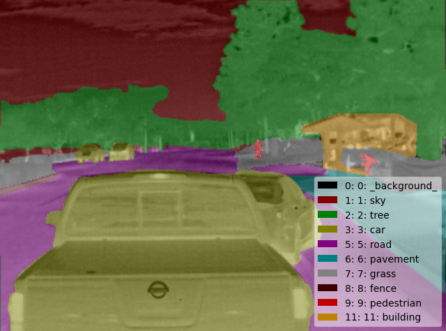 0: 0: _background_
1: 1: sky
2: 2: tree
3: 3: car
5: 5: road
6: 6: pavement
7: 7: grass
8: 8: fence
9: 9: pedestrian
11: 11: building